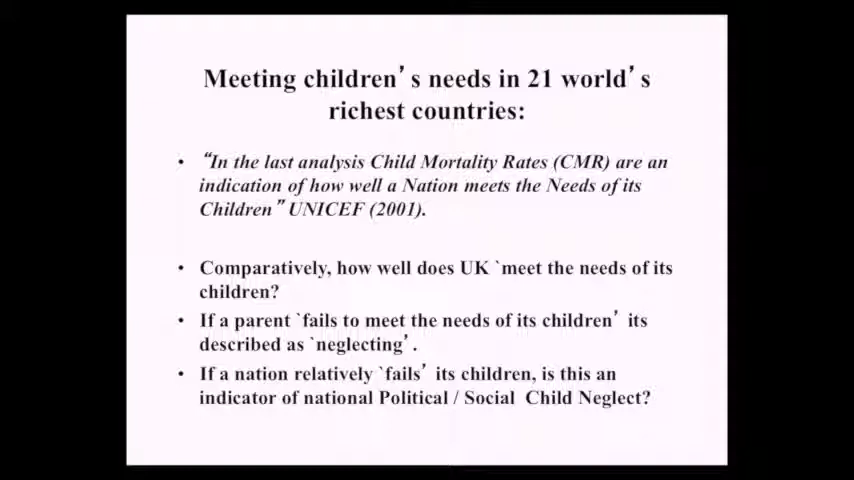 Meeting children’s needs in 21 world’s
richest countries:
• “In the last analysis Child Mortality Rates (CMR) are an
indication of how well a Nation meets the Needs of its
Children” UNICEF (2001).
• Comparatively, how well does UK `meet the needs of its
children?
• If a parent `fails to meet the needs of its children’ its
described as `neglecting’.
• If a nation relatively `fails’ its children, is this an
indicator of national Political / Social Child Neglect?